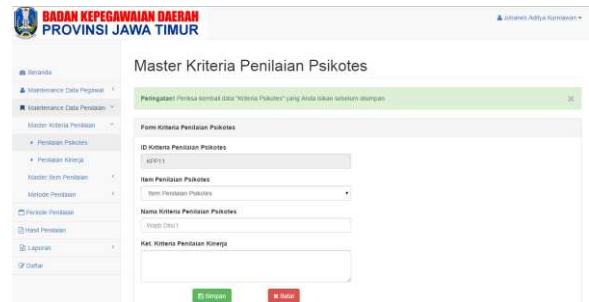 BADAN KEPEGAWAIAN DAERAH
PROVINSI JAWA TIMUR
Johanes Aditya Kurniawan
Beranda
Maintenance Data Pegawai
Maintenance Data Penilaian
Master Kriteria Penilaian
Penilaian Psikotes
Penilaian Kinerja
Master Item Penilaian
Metode Penilaian
Periode Penilaian
Hasil Penilaian
Laporan
Daftar
Master Kriteria Penilaian Psikotes
Peringatan! Periksa kembali data "Kriteria Psikotes" yang Anda isikan sebelum disimpan
Form Kriteria Penilaian Psikotes
ID Kriteria Penilaian Psikotes
KPP11
Item Penilaian Psikotes
Item Penilaian Psikotes
Nama Kriteria Penilaian Psikotes
Wajib Diisi !
Ket. Kriteria Penilaian Kinerja
Simpan
Batal